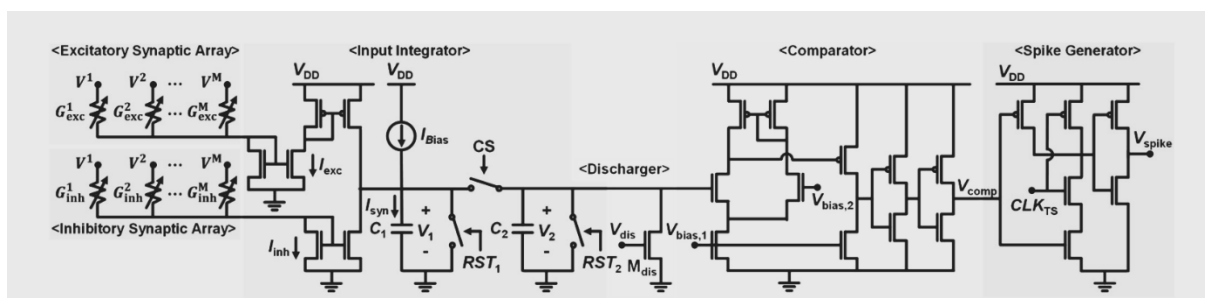 <Excitatory Synaptic Array>
<Input Integrator>
<Comparator>
<Spike Generator>
V¹ V² ... Vᴹ
G¹exc G²exc ... Gᴹexc
VDD
VDD
IBias
Iexc
CS
<Discharger>
V¹ V² ... Vᴹ
G¹inh G²inh ... Gᴹinh
<Inhibitory Synaptic Array>
Iinh
Isyn
C₁
+
V₁
-
RST₁
C₂
+
V₂
-
RST₂
Vdis
Mdis
VDD
Vbias,1
Vbias,2
Vcomp
VDD
CLKTS
Vspike